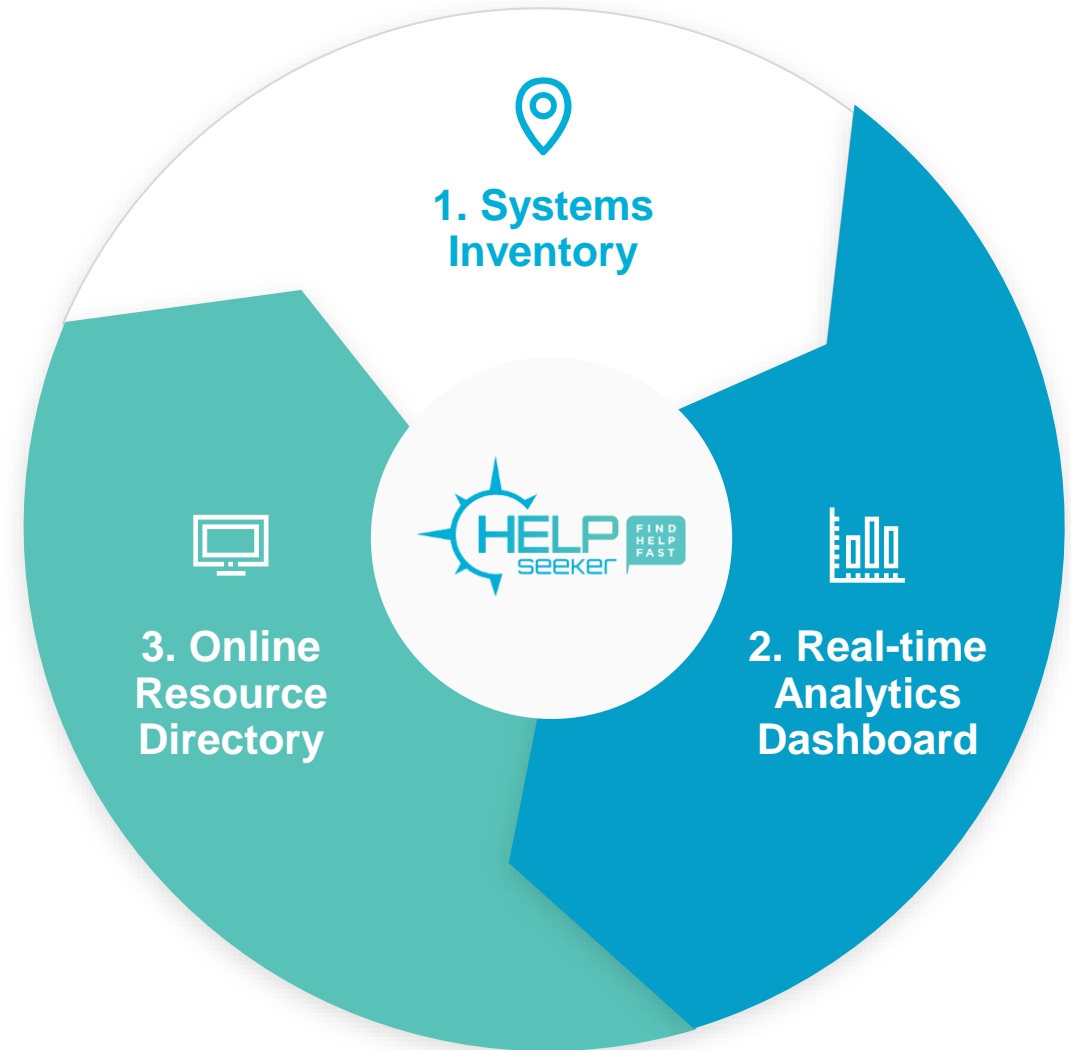 1. Systems
Inventory
HELP
SEEKER
FIND
HELP
FAST
2. Real-time
Analytics
Dashboard
3. Online
Resource
Directory